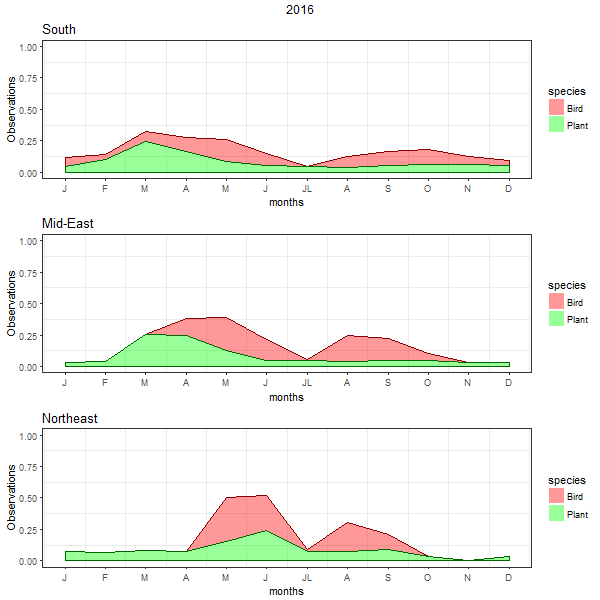 2016
South
Observations
1.00
0.75
0.50
0.25
0.00
J F M A M J JL A S O N D
months
species
Bird
Plant
Mid-East
Observations
1.00
0.75
0.50
0.25
0.00
J F M A M J JL A S O N D
months
species
Bird
Plant
Northeast
Observations
1.00
0.75
0.50
0.25
0.00
J F M A M J JL A S O N D
months
species
Bird
Plant